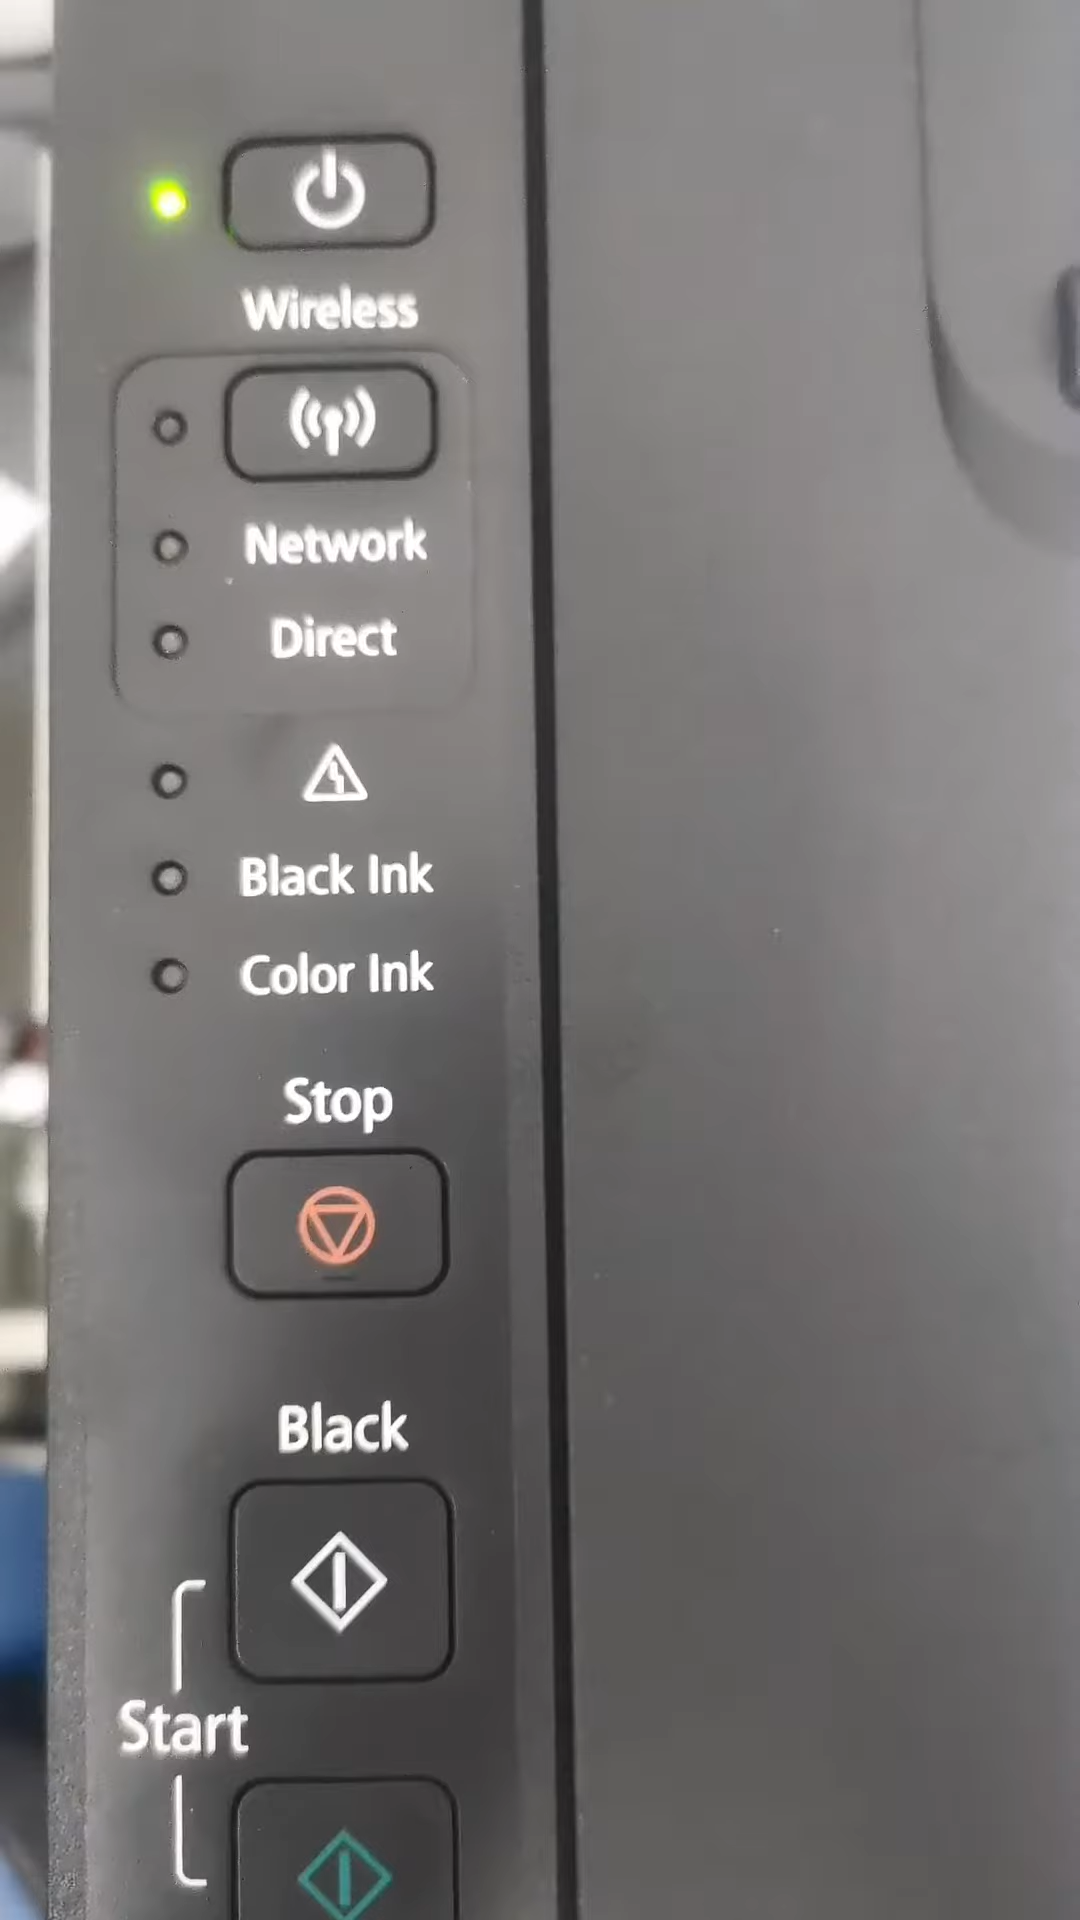 Wireless
Network
Direct
Black Ink
Color Ink
Stop
Black
Start